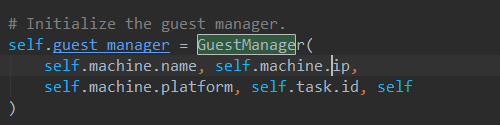 # Initialize the guest manager.
self.guest_manager = GuestManager(
self.machine.name, self.machine.ip,
self.machine.platform, self.task.id, self
)